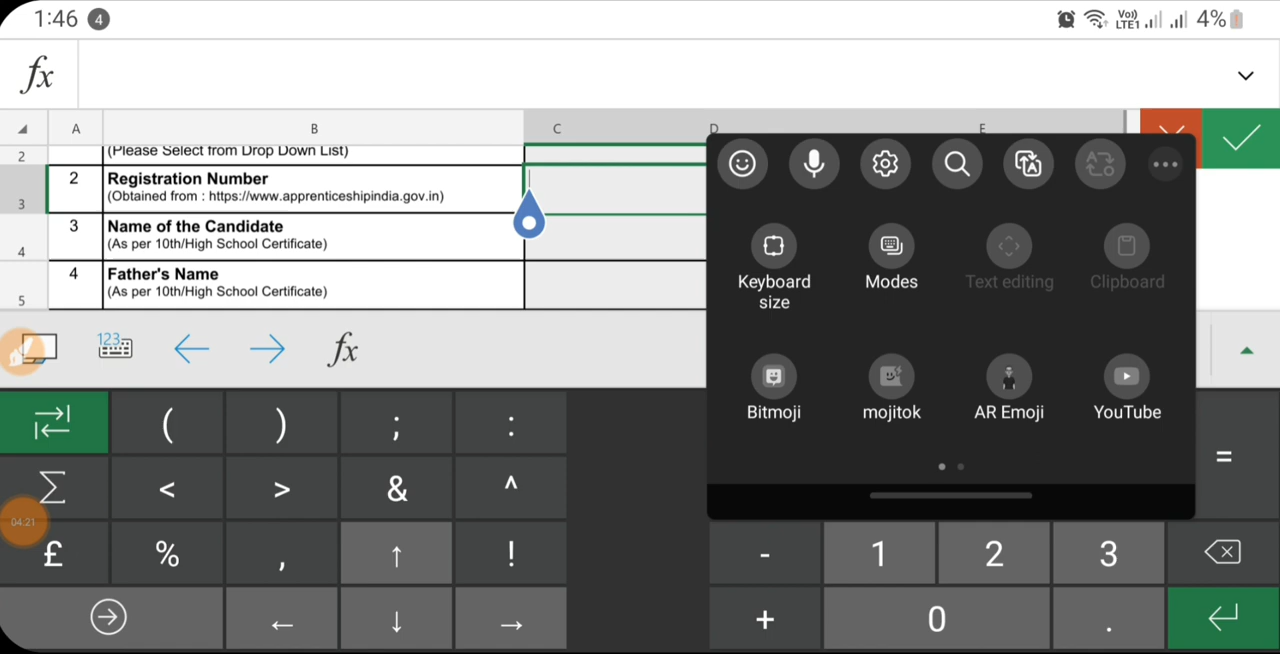 1:46 4 Vo) LTE1 4%
fx
A B C D E
2 (Please Select from Drop Down List)
3 2 Registration Number
(Obtained from : https://www.apprenticeshipindia.gov.in)
4 3 Name of the Candidate
(As per 10th/High School Certificate)
5 4 Father's Name
(As per 10th/High School Certificate)
Keyboard size
Modes
Text editing
Clipboard
Bitmoji
mojitok
AR Emoji
YouTube
123 ← → fx
( ) ; :
Σ < > & ^ =
04:21
£ % , ↑ ! - 1 2 3
← ↓ → + 0 .